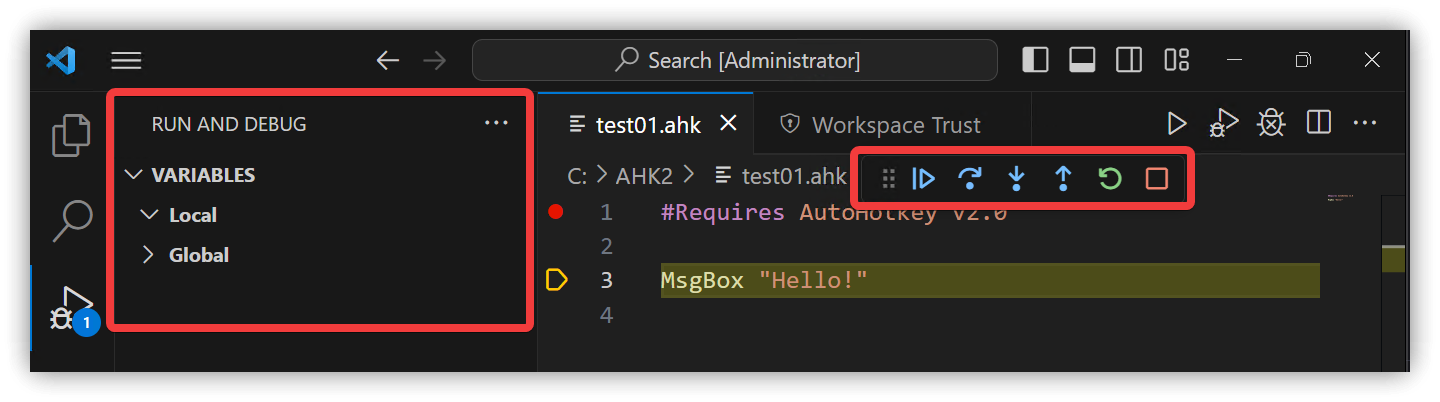 Search [Administrator]
RUN AND DEBUG ...
VARIABLES
Local
Global
1
test01.ahk
Workspace Trust
...
C: > AHK2 > test01.ahk
1 #Requires AutoHotkey v2.0
2
3 MsgBox "Hello!"
4